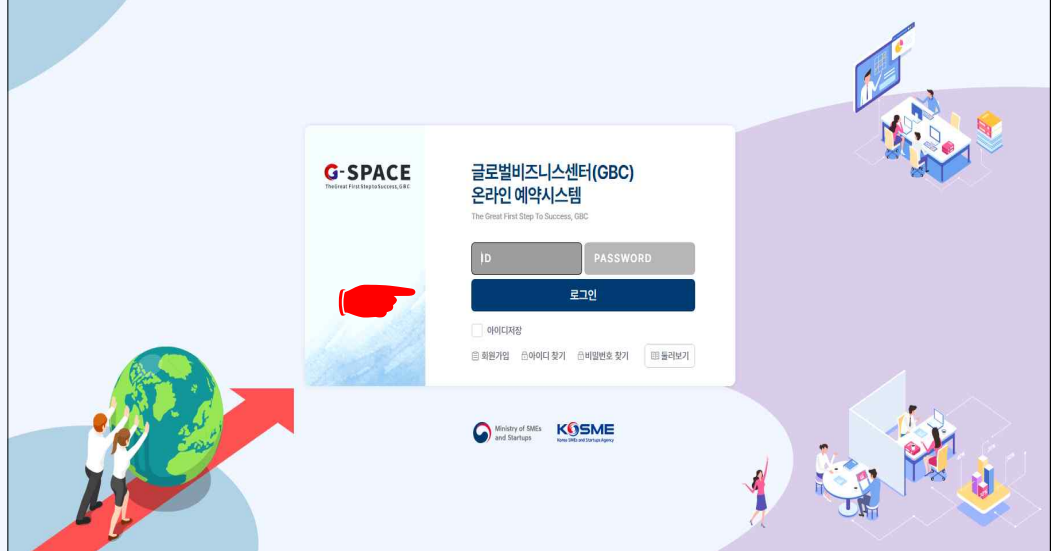 G-SPACE
The Great First Step to Success, GBC
글로벌비즈니스센터(GBC)
온라인 예약시스템
The Great First Step To Success, GBC
ID
PASSWORD
로그인
아이디저장
회원가입 아이디 찾기 비밀번호 찾기 둘러보기
Ministry of SMEs
and Startups
KOSME
Korea SMEs and Startups Agency